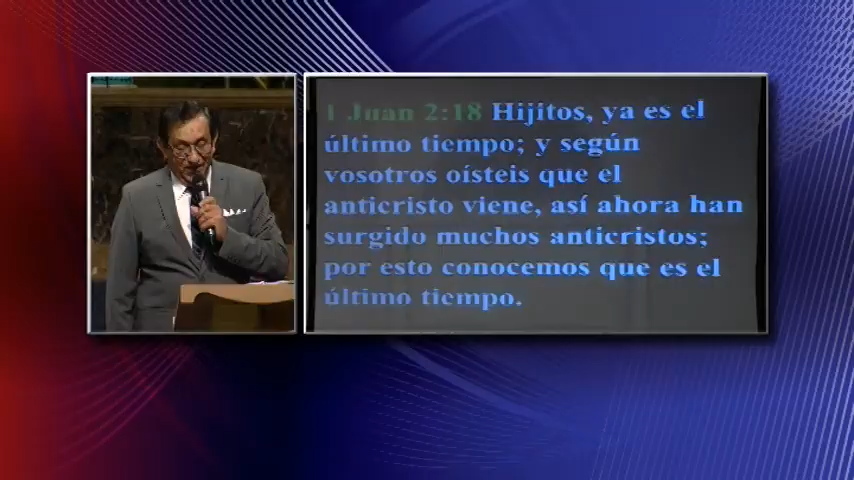 1 Juan 2:18 Hijitos, ya es el
último tiempo; y según
vosotros oísteis que el
anticristo viene, así ahora han
surgido muchos anticristos;
por esto conocemos que es el
último tiempo.